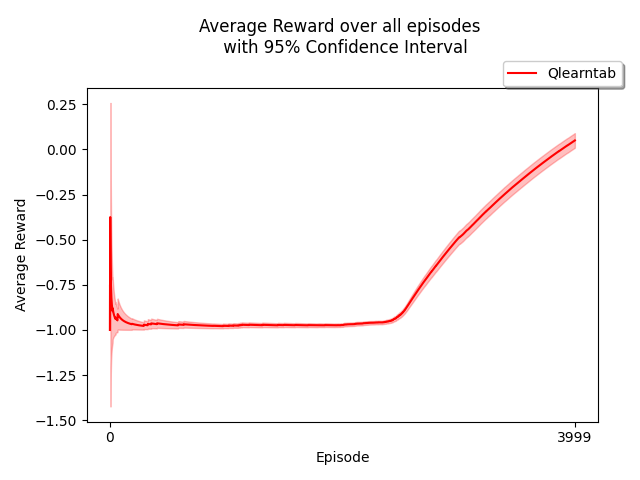 Average Reward over all episodes
with 95% Confidence Interval
Qlearntab
0.25
0.00
−0.25
−0.50
−0.75
−1.00
−1.25
−1.50
Average Reward
0
3999
Episode